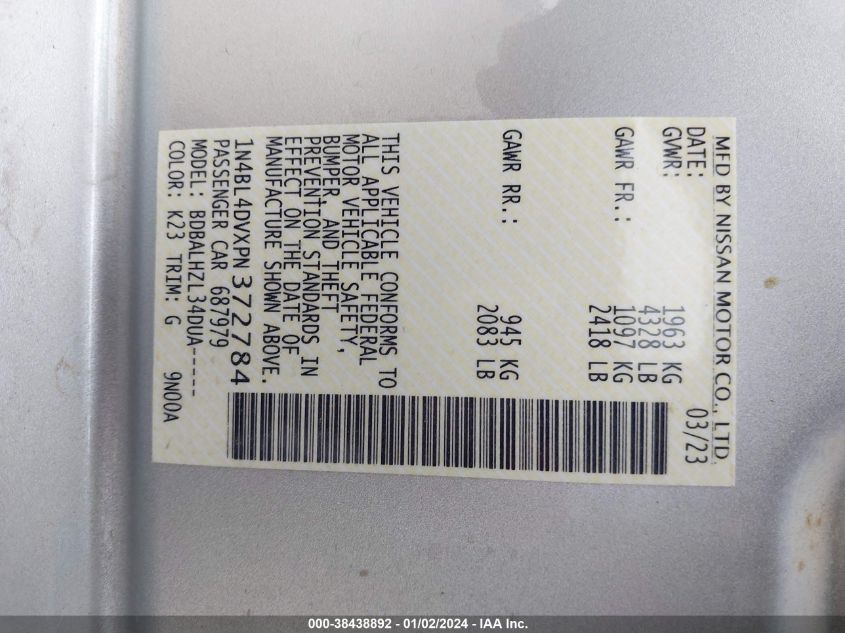 MFD BY NISSAN MOTOR CO., LTD.
DATE: 03/23
GVWR: 1963 KG
4328 LB
GAWR FR.: 1097 KG
2418 LB
GAWR RR.: 945 KG
2083 LB
THIS VEHICLE CONFORMS TO
ALL APPLICABLE FEDERAL
MOTOR VEHICLE SAFETY,
BUMPER, AND THEFT
PREVENTION STANDARDS IN
EFFECT ON THE DATE OF
MANUFACTURE SHOWN ABOVE.
1N4BL4DVXPN372784
PASSENGER CAR 687979
MODEL: BDBALHZL34DUA-----
COLOR: K23 TRIM: G 9N00A
000-38438892 - 01/02/2024 - IAA Inc.